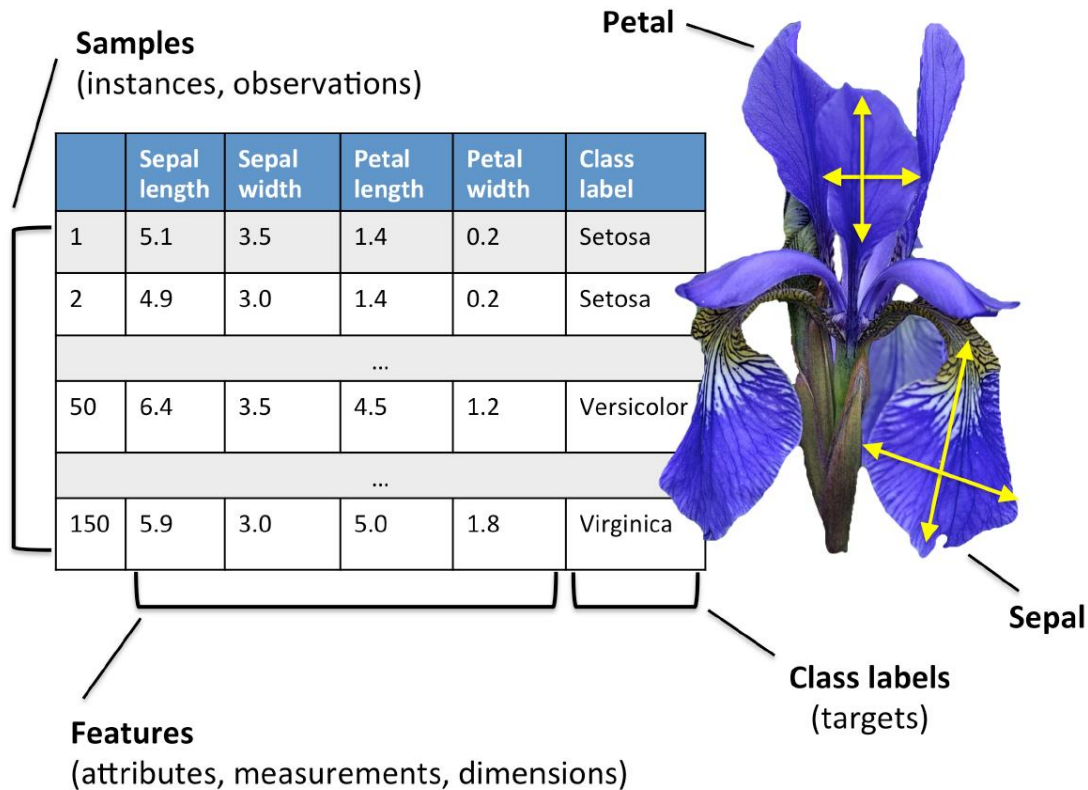 Samples
(instances, observations)
Petal
Sepal length Sepal width Petal length Petal width Class label
1 5.1 3.5 1.4 0.2 Setosa
2 4.9 3.0 1.4 0.2 Setosa
...
50 6.4 3.5 4.5 1.2 Versicolor
...
150 5.9 3.0 5.0 1.8 Virginica
Sepal
Class labels
(targets)
Features
(attributes, measurements, dimensions)